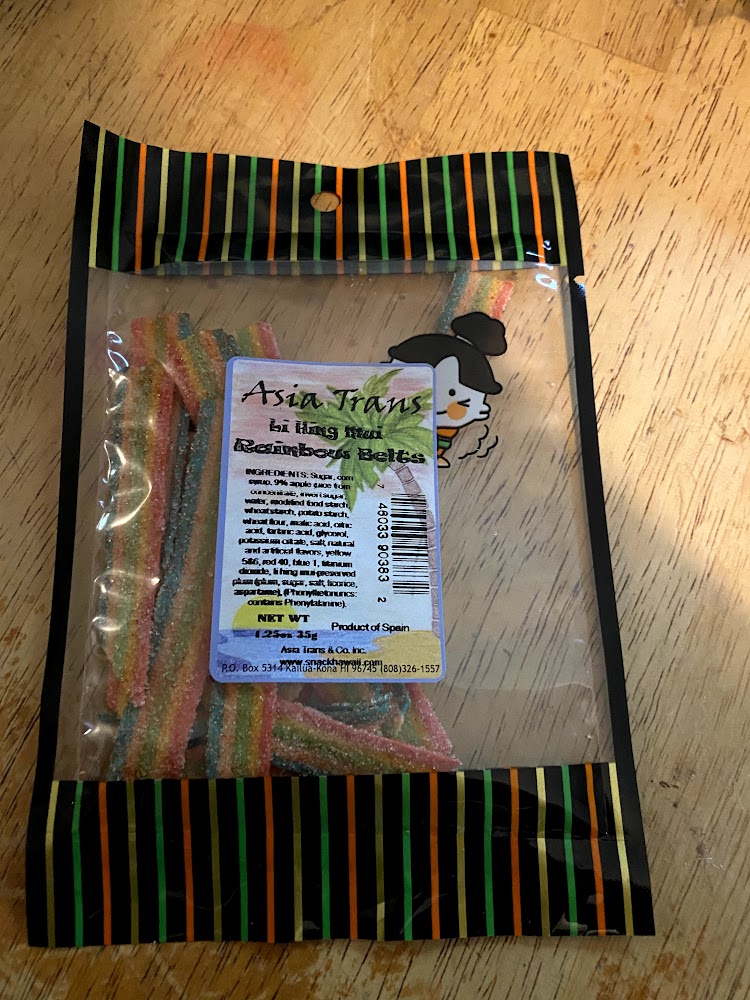 Asia Trans
Li Hing Mui
Rainbow Belts
INGREDIENTS: Sugar, corn
syrup, 9% apple juice from
concentrate, invert sugar,
water, modified food starch,
wheat starch, potato starch,
wheat flour, malic acid, citric
acid, tartaric acid, glycerol,
potassium citrate, salt, natural
and artificial flavors, yellow
5&6, red 40, blue 1, titanium
dioxide, li hing mui-preserved
plum (plum, sugar, salt, licorice,
aspartame), (Phenylketonurics:
contains Phenylalanine).
7 46033 90383 2
NET WT
1.25oz 35g
Product of Spain
Asia Trans & Co. Inc.
www.snackhawaii.com
P.O. Box 5314 Kailua-Kona HI 96745 (808)326-1557